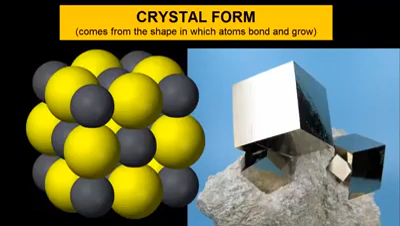 CRYSTAL FORM
(comes from the shape in which atoms bond and grow)